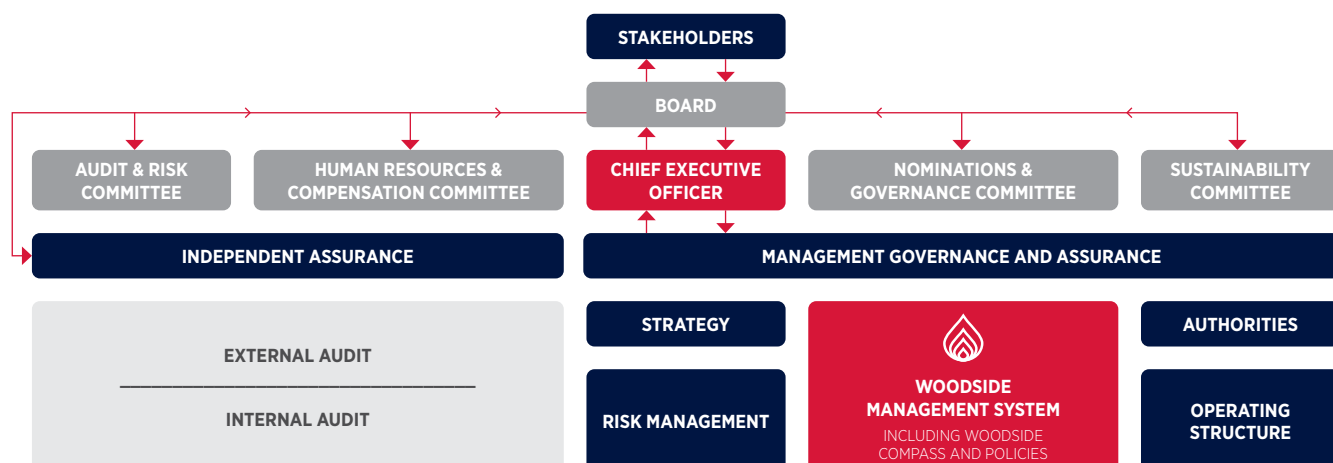 STAKEHOLDERS
BOARD
AUDIT & RISK
COMMITTEE
HUMAN RESOURCES &
COMPENSATION COMMITTEE
CHIEF EXECUTIVE
OFFICER
NOMINATIONS &
GOVERNANCE COMMITTEE
SUSTAINABILITY
COMMITTEE
INDEPENDENT ASSURANCE
MANAGEMENT GOVERNANCE AND ASSURANCE
EXTERNAL AUDIT
INTERNAL AUDIT
STRATEGY
RISK MANAGEMENT
WOODSIDE
MANAGEMENT SYSTEM
INCLUDING WOODSIDE
COMPASS AND POLICIES
AUTHORITIES
OPERATING
STRUCTURE